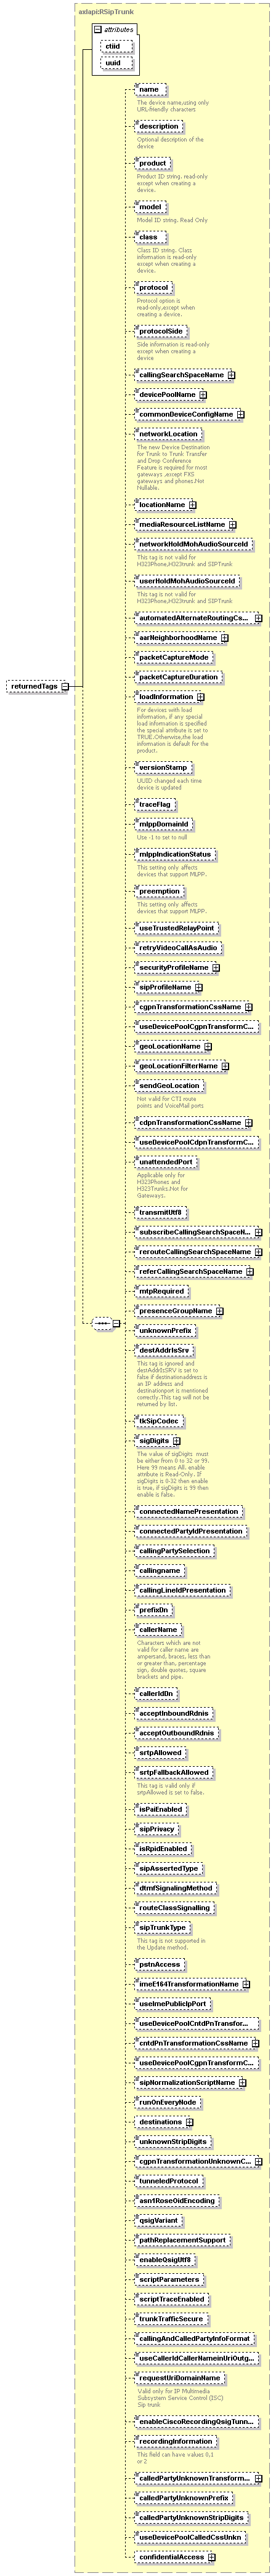 axlapi:RSipTrunk
attributes
ctiid
uuid
name
The device name,using only
URL-friendly characters
description
Optional description of the
device
product
Product ID string. read-only
except when creating a
device.
model
Model ID string. Read Only
class
Class ID string. Class
information is read-only
except when creating a
device.
protocol
Protocol option is
read-only,except when
creating a device.
protocolSide
Side information is read-only
except when creating a
device
callingSearchSpaceName
devicePoolName
commonDeviceConfigName
networkLocation
The new Device Destination
for Trunk to Trunk Transfer
and Drop Conference
Feature is required for most
gateways ,except FXS
gateways and phones.Not
Nullable.
locationName
mediaResourceListName
networkHoldMohAudioSourceId
This tag is not valid for
H323Phone,H323trunk and SIPTrunk
userHoldMohAudioSourceId
This tag is not valid for
H323Phone,H323trunk and SIPTrunk
automatedAlternateRoutingCs...
aarNeighborhoodName
packetCaptureMode
packetCaptureDuration
returnedTags
loadInformation
For devices with load
information, if any special
load information is specified
the special attribute is set to
TRUE.Otherwise,the load
information is default for the
product.
versionStamp
UUID changed each time
device is updated
traceFlag
mlppDomainId
Use -1 to set to null
mlppIndicationStatus
This setting only affects
devices that support MLPP.
preemption
This setting only affects
devices that support MLPP.
useTrustedRelayPoint
retryVideoCallAsAudio
securityProfileName
sipProfileName
cgpnTransformationCssName
useDevicePoolCgpnTransformC...
geoLocationName
geoLocationFilterName
sendGeoLocation
Not valid for CTI route
points and VoiceMail ports
cdpnTransformationCssName
useDevicePoolCdpnTransformC...
unattendedPort
Applicable only for
H323Phones and
H323Trunks.Not for
Gateways.
transmitUtf8
subscribeCallingSearchSpaceN...
rerouteCallingSearchSpaceName
referCallingSearchSpaceName
mtpRequired
presenceGroupName
unknownPrefix
destAddrIsSrv
This tag is ignored and
destAddrIsSRV is set to
false if destinationaddress is
an IP address and
destinationport is mentioned
correctly.This tag will not be
returned by list.
tkSipCodec
sigDigits
The value of sigDigits must
be either from 0 to 32 or 99.
Here 99 means All. enable
attribute is Read-Only. If
sigDigits is 0-32 then enable
is true, if sigDigits is 99 then
enable is False.
connectedNamePresentation
connectedPartyIdPresentation
callingPartySelection
callingname
callingLineIdPresentation
prefixDn
callerName
Characters which are not
valid for caller name are
ampersand, braces, less than
or greater than, percentage
sign, double quotes, square
brackets and pipe.
callerIdDn
acceptInboundRdnis
acceptOutboundRdnis
srtpAllowed
srtpFallbackAllowed
This tag is valid only if
srtpAllowed is set to false.
isPaiEnabled
sipPrivacy
isRpidEnabled
sipAssertedType
dtmfSignalingMethod
routeClassSignalling
sipTrunkType
This tag is not supported in
the Update method.
pstnAccess
imeE164TransformationName
useImePublicIpPort
useDevicePoolCntdPnTransfor...
cntdPnTransformationCssName
useDevicePoolCgpnTransformC...
sipNormalizationScriptName
runOnEveryNode
destinations
unknownStripDigits
cgpnTransformationUnknownC...
tunneledProtocol
asn1RoseOidEncoding
qsigVariant
pathReplacementSupport
enableQsigUtf8
scriptParameters
scriptTraceEnabled
trunkTrafficSecure
callingAndCalledPartyInfoFormat
useCallerIdCallerNameinUriOutg...
requestUriDomainName
Valid only for IP Multimedia
Subsystem Service Control (ISC)
Sip trunk
enableCiscoRecordingQsigTunn...
recordingInformation
This field can have values 0,1
or 2
calledPartyUnknownTransform...
calledPartyUnknownPrefix
calledPartyUnknownStripDigits
useDevicePoolCalledCssUnkn
confidentialAccess